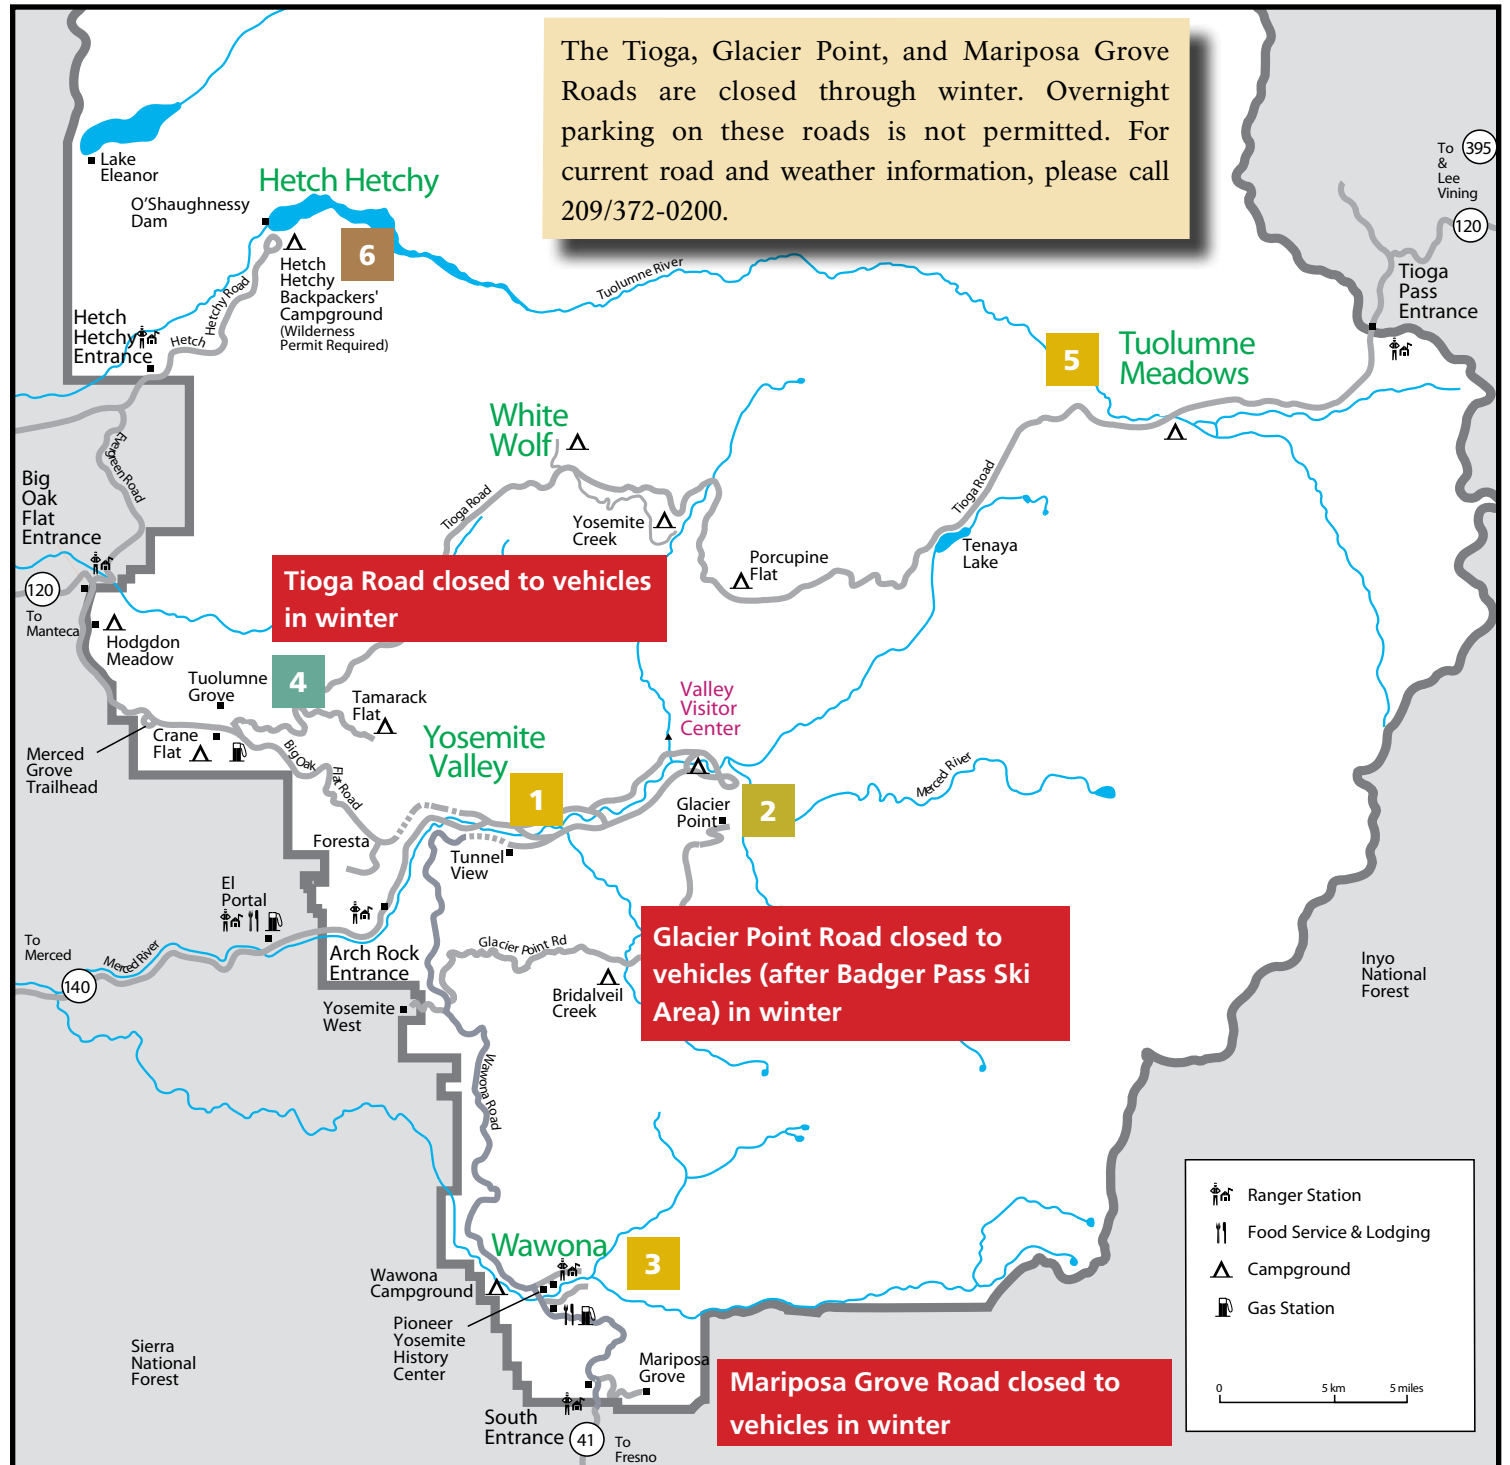 The Tioga, Glacier Point, and Mariposa Grove
Roads are closed through winter. Overnight
parking on these roads is not permitted. For
current road and weather information, please call
209/372-0200.
To
&
Lee
Vining
395
120
Lake
Eleanor
Hetch Hetchy
O'Shaughnessy
Dam
6
Hetch
Hetchy
Backpackers'
Campground
(Wilderness
Permit Required)
Tuolumne River
Tioga
Pass
Entrance
Hetch
Hetchy
Entrance
Hetch
Hetchy Road
5
Tuolumne
Meadows
White
Wolf
Evergreen Road
Big
Oak
Flat
Entrance
Tioga Road
Tioga Road
Yosemite
Creek
Porcupine
Flat
Tenaya
Lake
120
To
Manteca
Tioga Road closed to vehicles
in winter
Hodgdon
Meadow
Tuolumne
Grove
4
Tamarack
Flat
Valley
Visitor
Center
Crane
Flat
Merced
Grove
Trailhead
Big Oak
Flat Road
Yosemite
Valley
1
Glacier
Point
2
Merced River
Foresta
Tunnel
View
El
Portal
To
Merced
Merced River
140
Arch Rock
Entrance
Glacier Point Rd
Bridalveil
Creek
Yosemite
West
Glacier Point Road closed to
vehicles (after Badger Pass Ski
Area) in winter
Inyo
National
Forest
Wawona Road
Wawona
3
Wawona
Campground
Pioneer
Yosemite
History
Center
Sierra
National
Forest
Mariposa
Grove
Mariposa Grove Road closed to
vehicles in winter
South
Entrance
41
To
Fresno
Ranger Station
Food Service & Lodging
Campground
Gas Station
0
5 km
5 miles